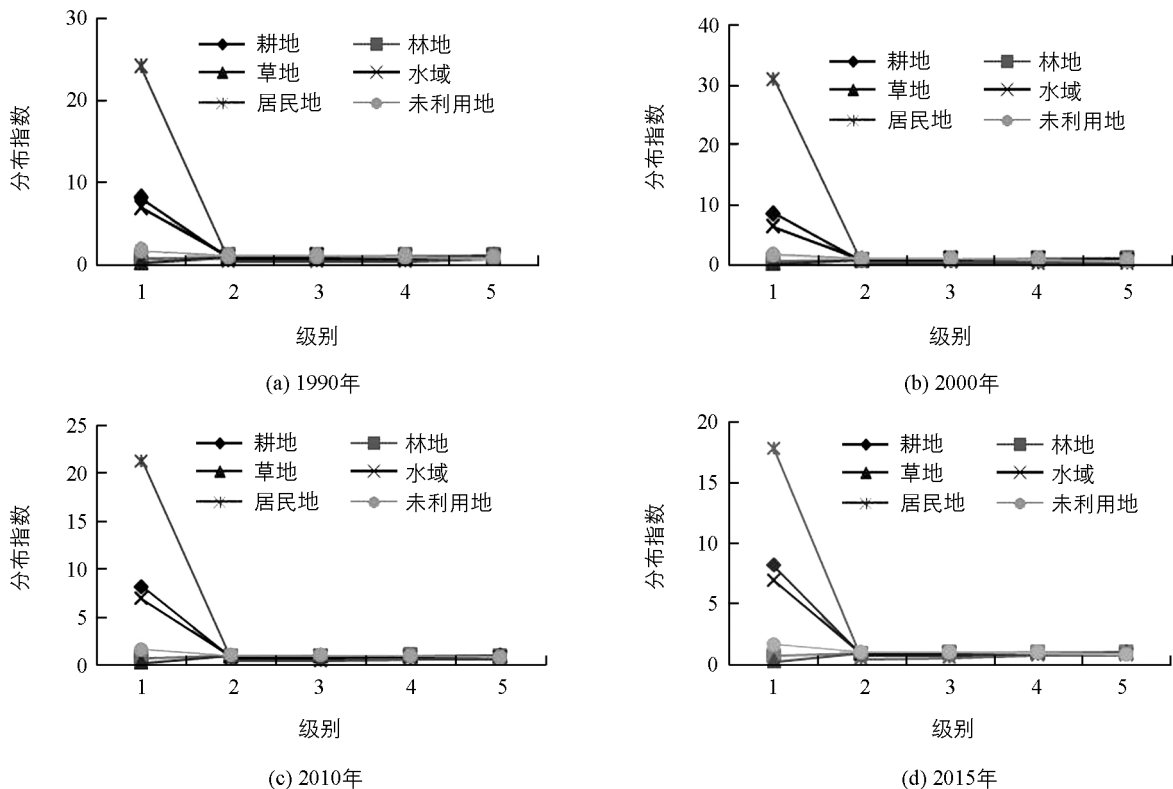 30
20
10
0
分布指数
耕地
林地
草地
水域
居民地
未利用地
1 2 3 4 5
级别
(a) 1990年
40
30
20
10
0
分布指数
耕地
林地
草地
水域
居民地
未利用地
1 2 3 4 5
级别
(b) 2000年
25
20
15
10
5
0
分布指数
耕地
林地
草地
水域
居民地
未利用地
1 2 3 4 5
级别
(c) 2010年
20
15
10
5
0
分布指数
耕地
林地
草地
水域
居民地
未利用地
1 2 3 4 5
级别
(d) 2015年